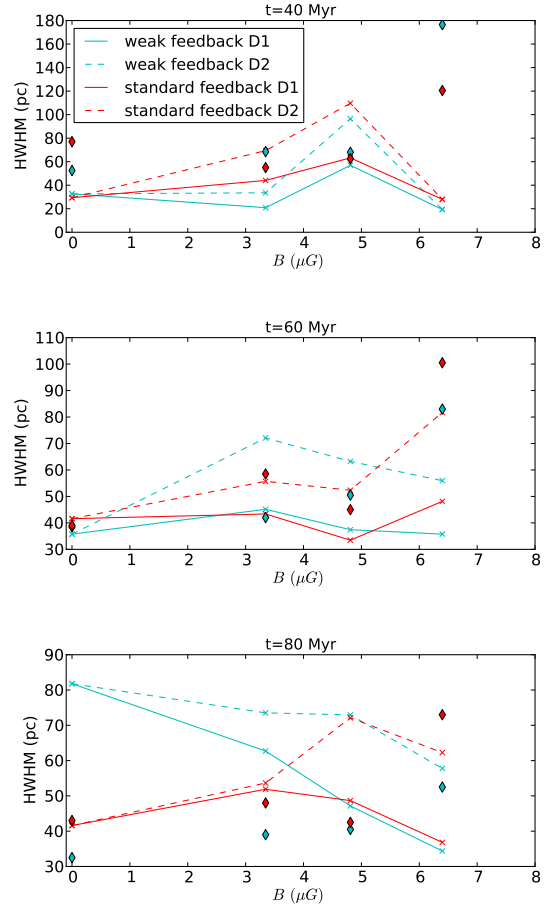 t=40 Myr
HWHM (pc)
180
160
140
120
100
80
60
40
20
0
weak feedback D1
weak feedback D2
standard feedback D1
standard feedback D2
0 1 2 3 4 5 6 7 8
B (μG)
t=60 Myr
HWHM (pc)
110
100
90
80
70
60
50
40
30
0 1 2 3 4 5 6 7 8
B (μG)
t=80 Myr
HWHM (pc)
90
80
70
60
50
40
30
0 1 2 3 4 5 6 7 8
B (μG)